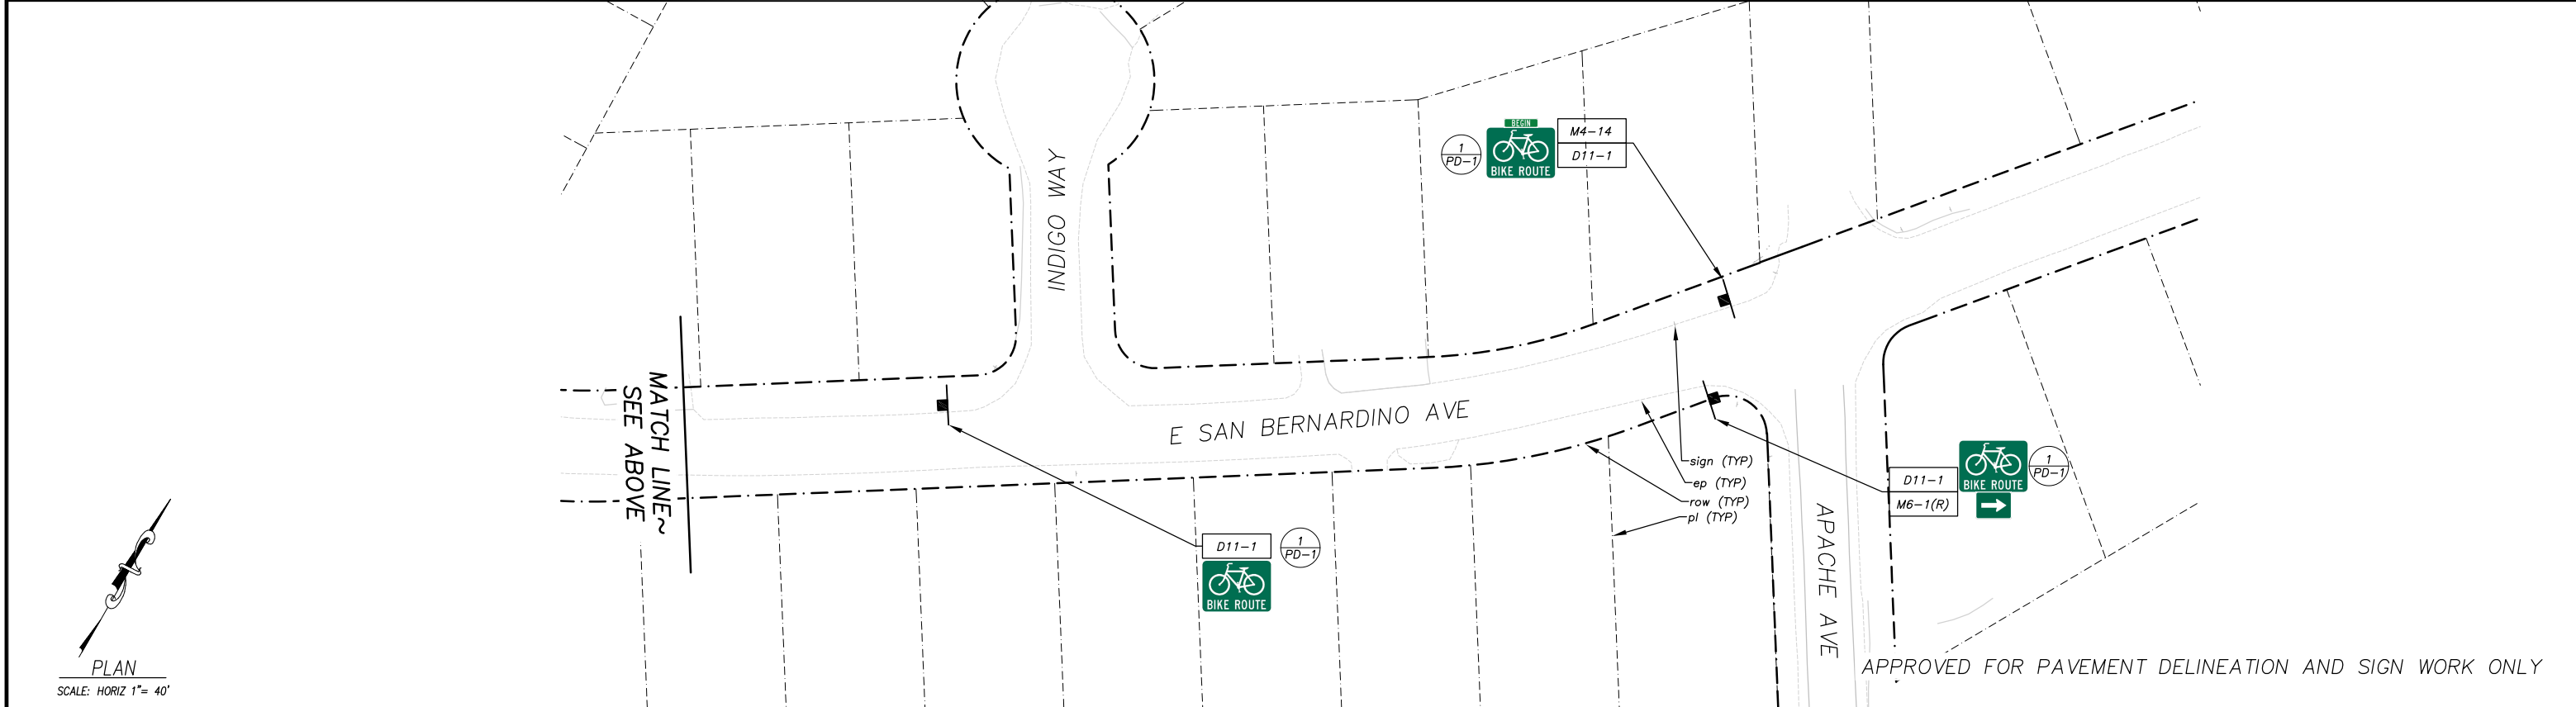 BEGIN
BIKE ROUTE
1
PD-1
M4-14
D11-1
INDIGO WAY
MATCH LINE~
SEE ABOVE
E SAN BERNARDINO AVE
sign (TYP)
ep (TYP)
row (TYP)
pl (TYP)
D11-1
M6-1(R)
BIKE ROUTE
1
PD-1
D11-1
1
PD-1
BIKE ROUTE
APACHE AVE
PLAN
SCALE: HORIZ 1"= 40'
APPROVED FOR PAVEMENT DELINEATION AND SIGN WORK ONLY